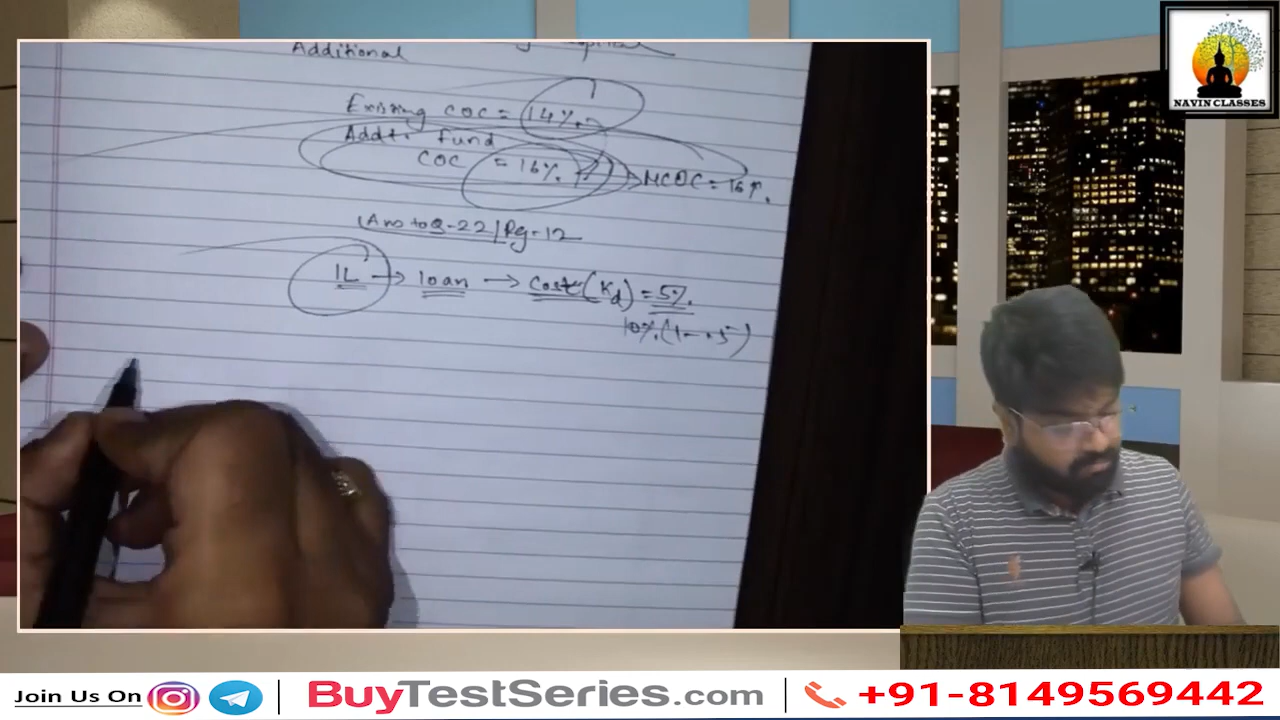 Additional
Existing COC = 14%.
Addtl. Fund
COC = 16%. → MCOC = 16%.
(Ans to Q-22) Pg-12
1L → loan → Cost (Kd) = 5%.
10%.(1-.5)
NAVIN CLASSES
Join Us On
BuyTestSeries.com
+91-8149569442